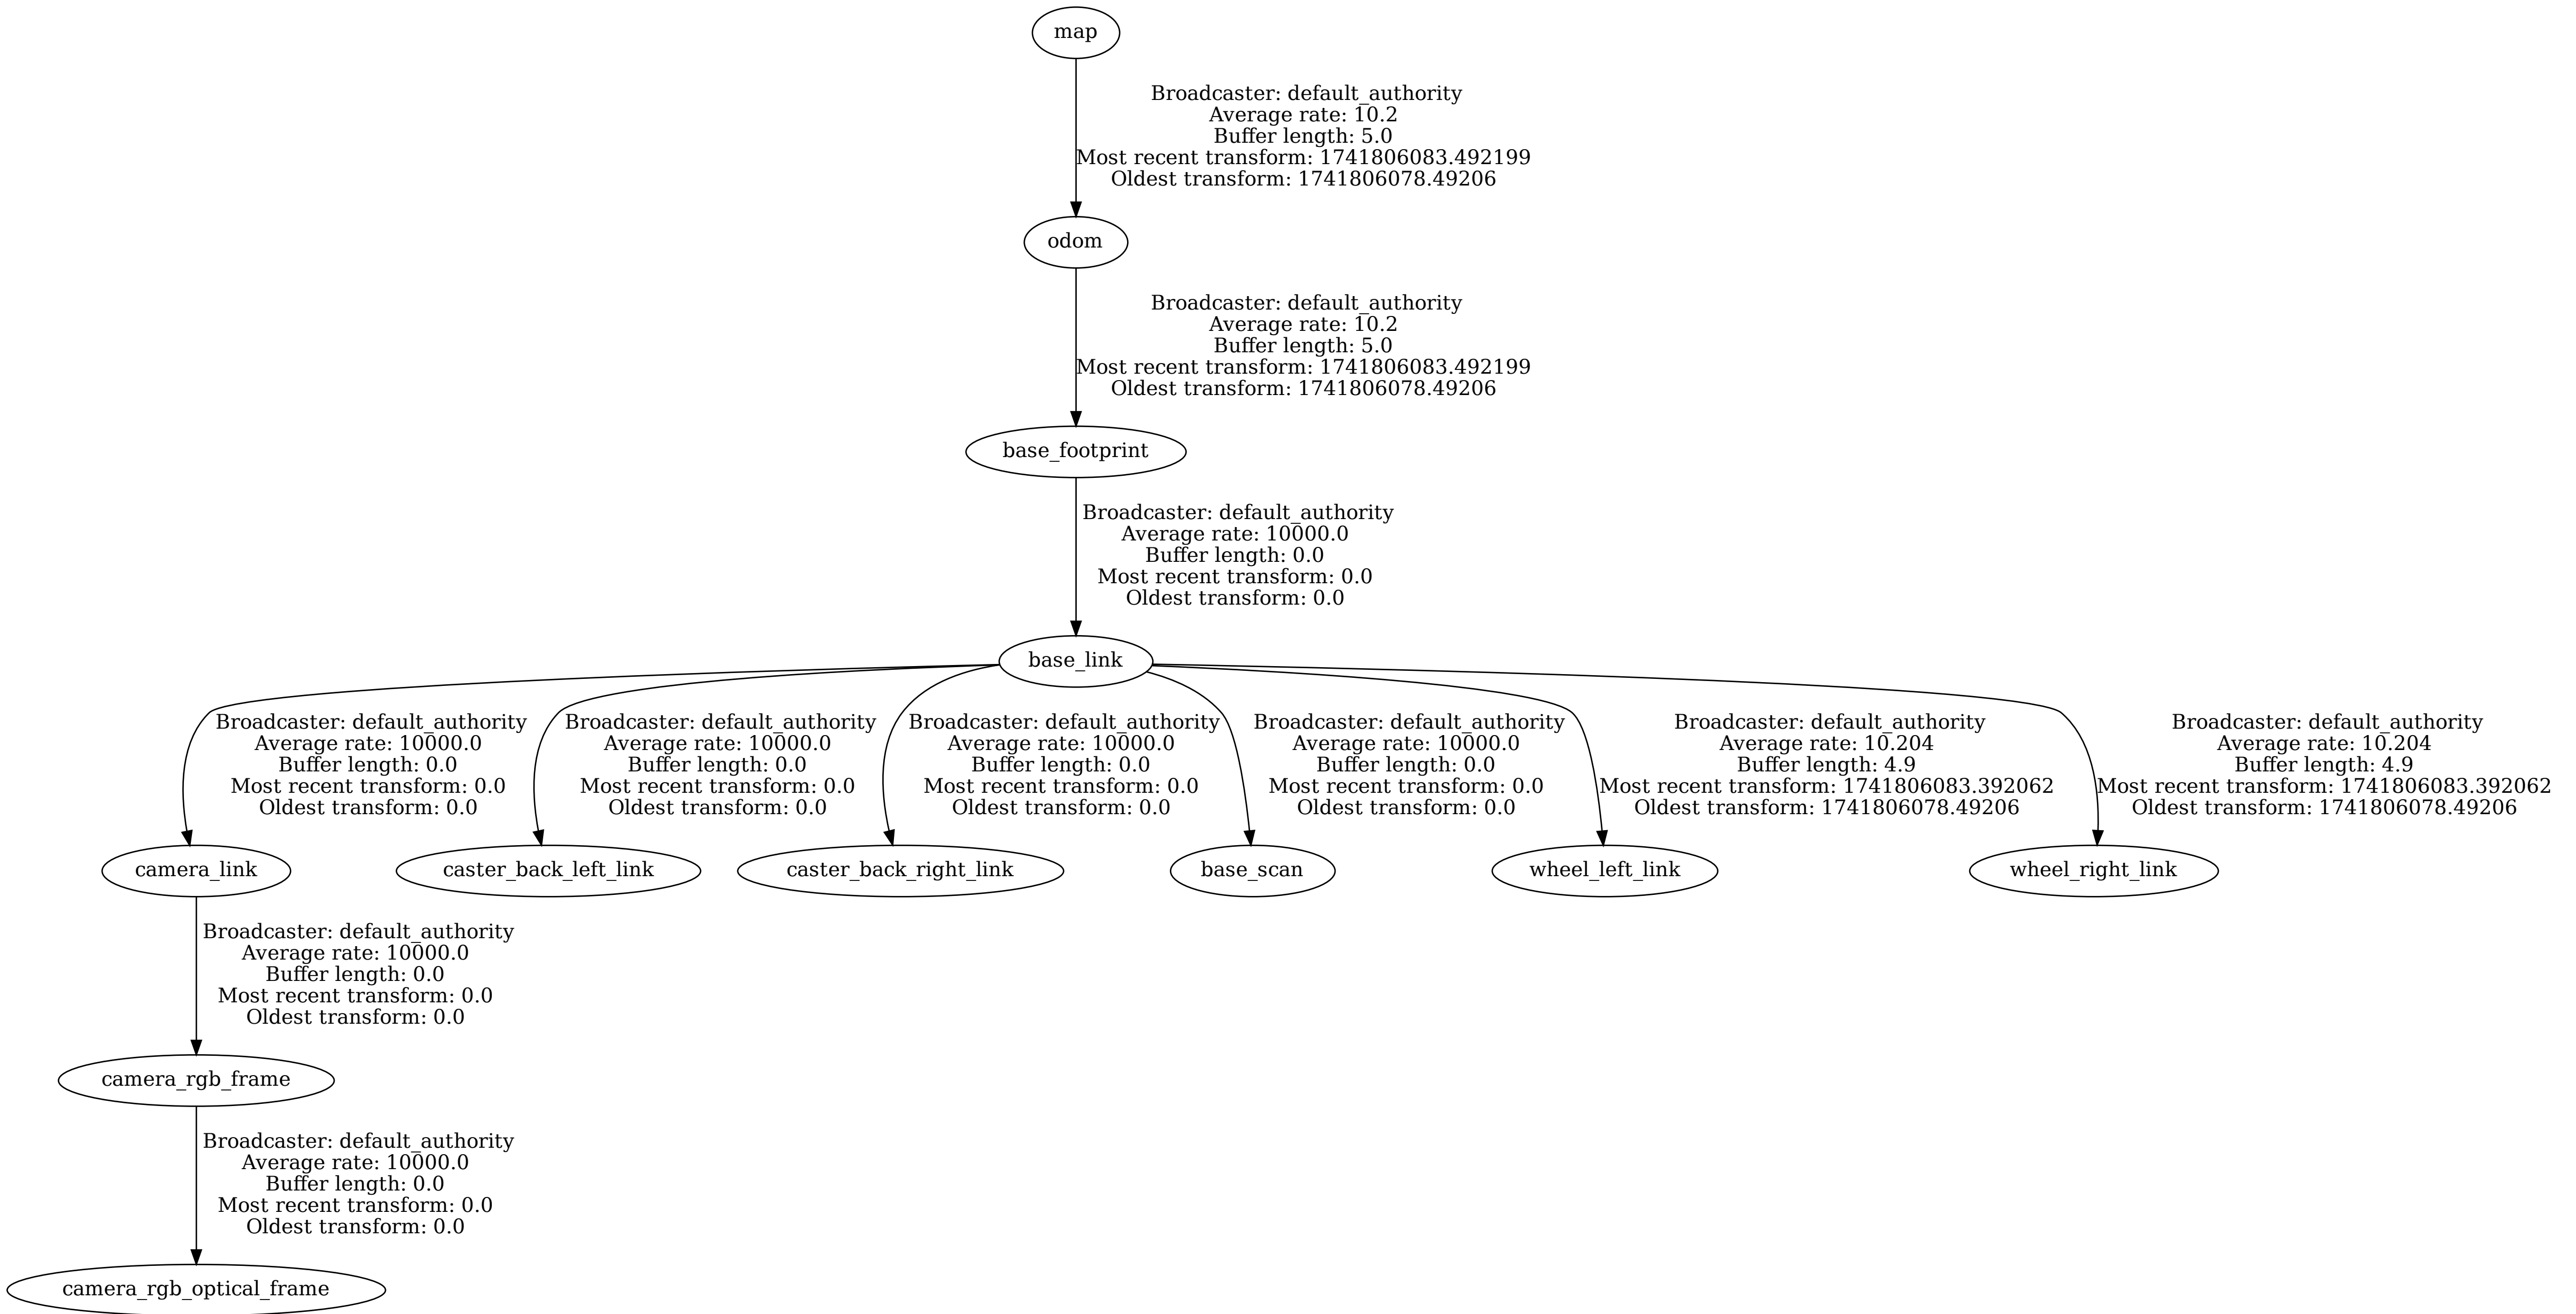 map
Broadcaster: default_authority
Average rate: 10.2
Buffer length: 5.0
Most recent transform: 1741806083.492199
Oldest transform: 1741806078.49206
odom
Broadcaster: default_authority
Average rate: 10.2
Buffer length: 5.0
Most recent transform: 1741806083.492199
Oldest transform: 1741806078.49206
base_footprint
Broadcaster: default_authority
Average rate: 10000.0
Buffer length: 0.0
Most recent transform: 0.0
Oldest transform: 0.0
base_link
Broadcaster: default_authority
Average rate: 10000.0
Buffer length: 0.0
Most recent transform: 0.0
Oldest transform: 0.0
Broadcaster: default_authority
Average rate: 10000.0
Buffer length: 0.0
Most recent transform: 0.0
Oldest transform: 0.0
Broadcaster: default_authority
Average rate: 10000.0
Buffer length: 0.0
Most recent transform: 0.0
Oldest transform: 0.0
Broadcaster: default_authority
Average rate: 10000.0
Buffer length: 0.0
Most recent transform: 0.0
Oldest transform: 0.0
Broadcaster: default_authority
Average rate: 10.204
Buffer length: 4.9
Most recent transform: 1741806083.392062
Oldest transform: 1741806078.49206
Broadcaster: default_authority
Average rate: 10.204
Buffer length: 4.9
Most recent transform: 1741806083.392062
Oldest transform: 1741806078.49206
camera_link
caster_back_left_link
caster_back_right_link
base_scan
wheel_left_link
wheel_right_link
Broadcaster: default_authority
Average rate: 10000.0
Buffer length: 0.0
Most recent transform: 0.0
Oldest transform: 0.0
camera_rgb_frame
Broadcaster: default_authority
Average rate: 10000.0
Buffer length: 0.0
Most recent transform: 0.0
Oldest transform: 0.0
camera_rgb_optical_frame